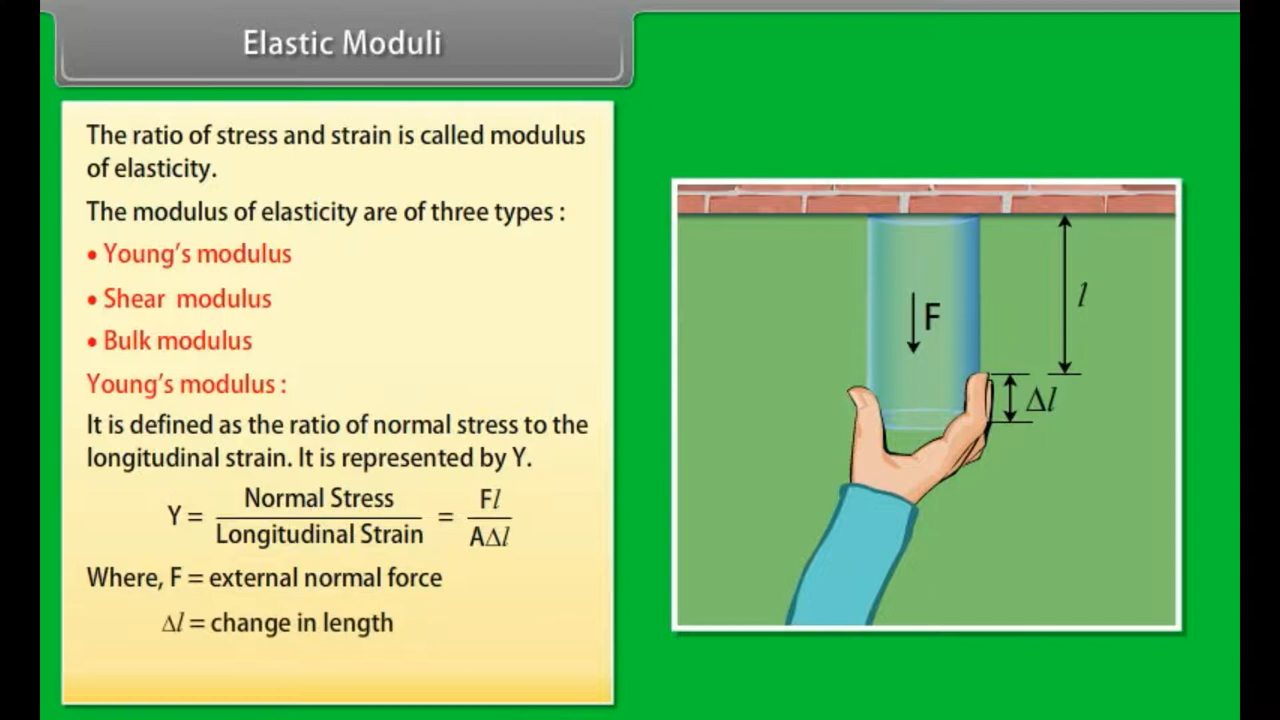 Elastic Moduli
The ratio of stress and strain is called modulus
of elasticity.
The modulus of elasticity are of three types :
• Young's modulus
• Shear modulus
• Bulk modulus
Young's modulus :
It is defined as the ratio of normal stress to the
longitudinal strain. It is represented by Y.
Y = Normal Stress / Longitudinal Strain = Fl / AΔl
Where, F = external normal force
Δl = change in length
F
l
Δl